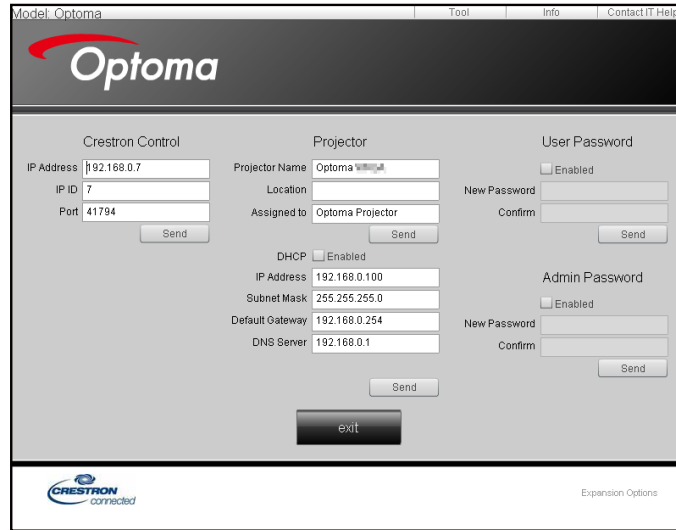 Model: Optoma
Tool
Info
Contact IT Help
Optoma
Crestron Control
IP Address 192.168.0.7
IP ID 7
Port 41794
Send
Projector
Projector Name Optoma
Location
Assigned to Optoma Projector
Send
DHCP Enabled
IP Address 192.168.0.100
Subnet Mask 255.255.255.0
Default Gateway 192.168.0.254
DNS Server 192.168.0.1
Send
User Password
Enabled
New Password
Confirm
Send
Admin Password
Enabled
New Password
Confirm
Send
exit
CRESTRON
connected
Expansion Options